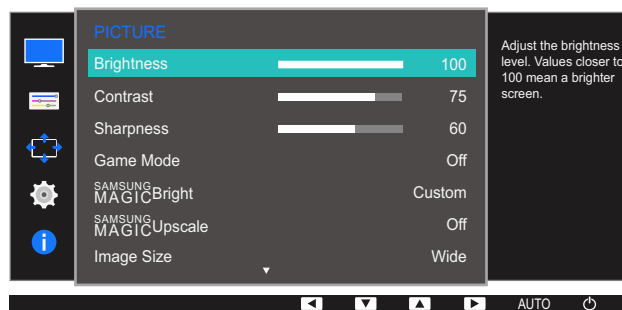 PICTURE
Brightness 100
Contrast 75
Sharpness 60
Game Mode Off
SAMSUNG MAGIC Bright Custom
SAMSUNG MAGIC Upscale Off
Image Size Wide
Adjust the brightness
level. Values closer to
100 mean a brighter
screen.
AUTO